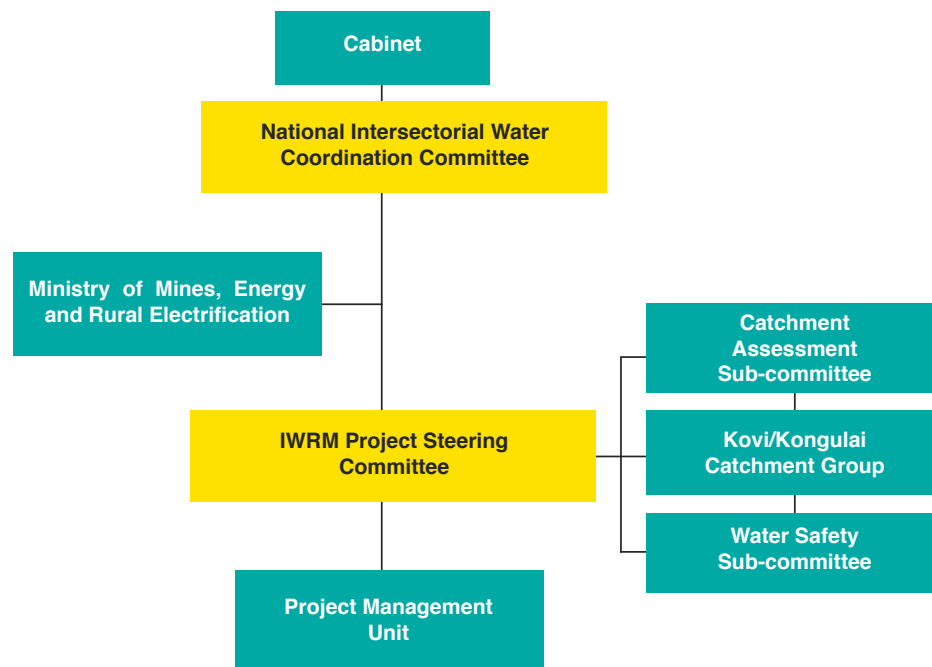 Cabinet
National Intersectorial Water
Coordination Committee
Ministry of Mines, Energy
and Rural Electrification
Catchment
Assessment
Sub-committee
IWRM Project Steering
Committee
Kovi/Kongulai
Catchment Group
Water Safety
Sub-committee
Project Management
Unit